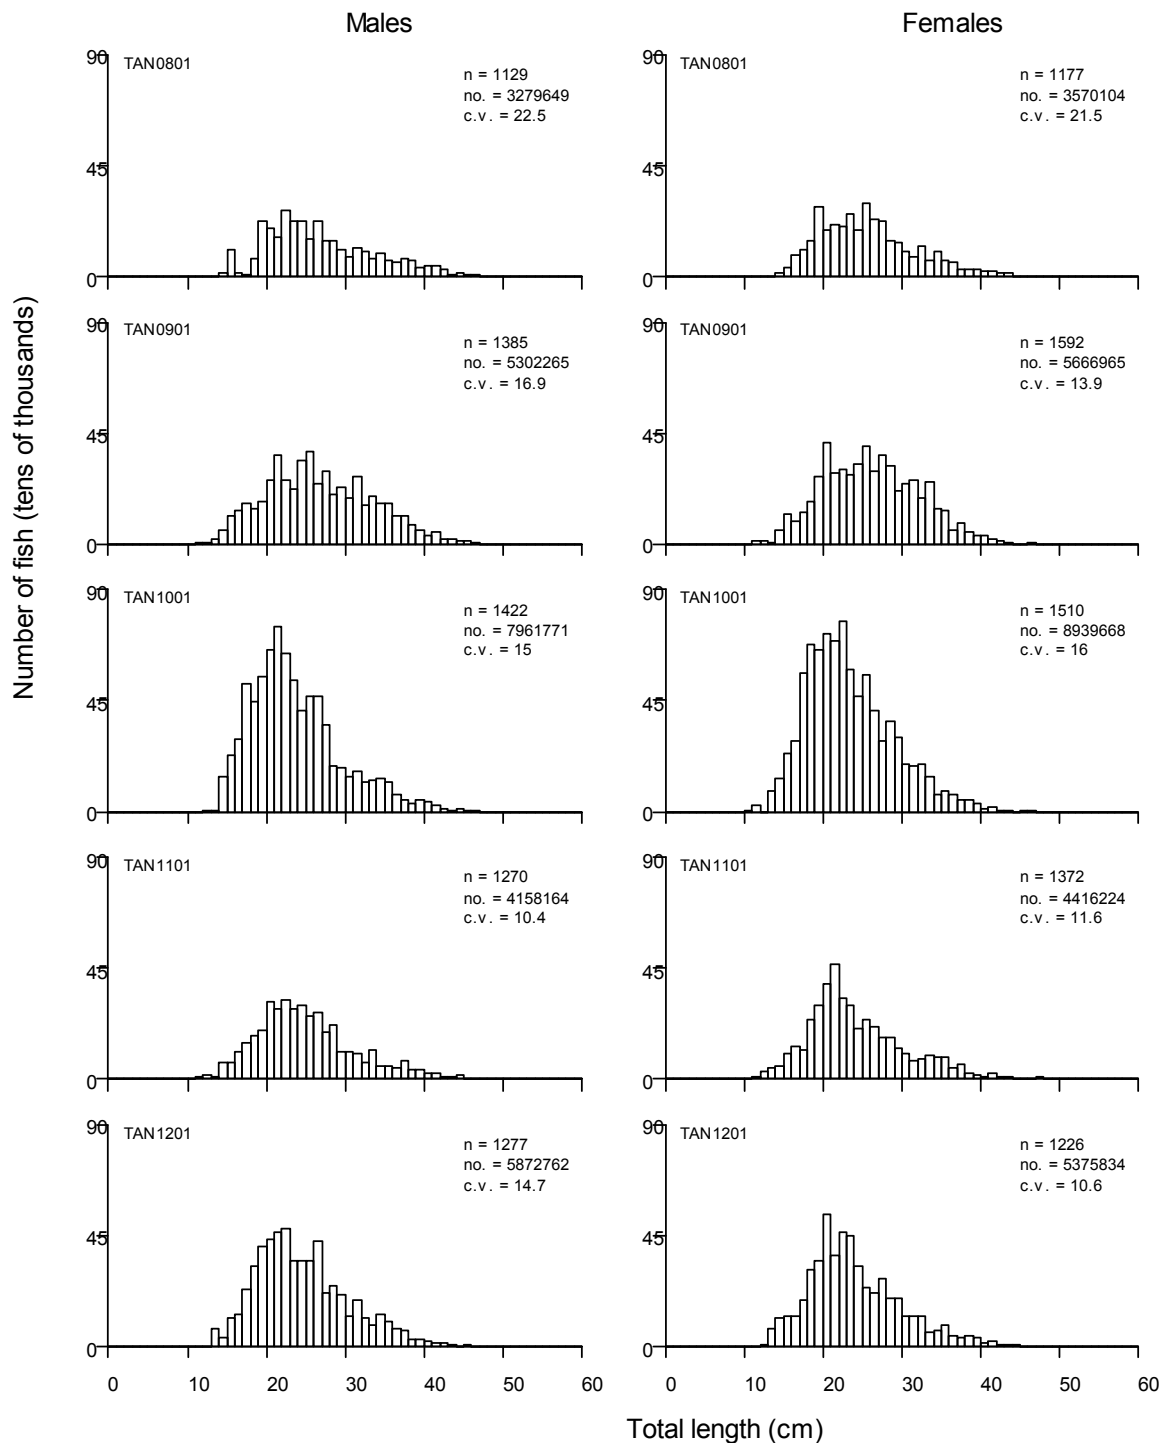 Males
Females
Number of fish (tens of thousands)
TAN0801
n = 1129
no. = 3279649
c.v. = 22.5
90
45
0
TAN0801
n = 1177
no. = 3570104
c.v. = 21.5
90
45
0
TAN0901
n = 1385
no. = 5302265
c.v. = 16.9
90
45
0
TAN0901
n = 1592
no. = 5666965
c.v. = 13.9
90
45
0
TAN1001
n = 1422
no. = 7961771
c.v. = 15
90
45
0
TAN1001
n = 1510
no. = 8939668
c.v. = 16
90
45
0
TAN1101
n = 1270
no. = 4158164
c.v. = 10.4
90
45
0
TAN1101
n = 1372
no. = 4416224
c.v. = 11.6
90
45
0
TAN1201
n = 1277
no. = 5872762
c.v. = 14.7
90
45
0
TAN1201
n = 1226
no. = 5375834
c.v. = 10.6
90
45
0
0 10 20 30 40 50 60
0 10 20 30 40 50 60
Total length (cm)